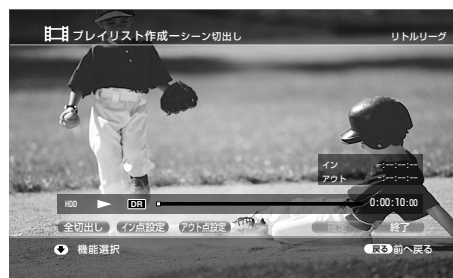 プレイリスト作成ーシーン切出し リトルリーグ
イン --:--:--:--
アウト --:--:--:--
HDD DR 0:00:10:00
全切出し イン点設定 アウト点設定 確定 終了
機能選択 戻る 前へ戻る